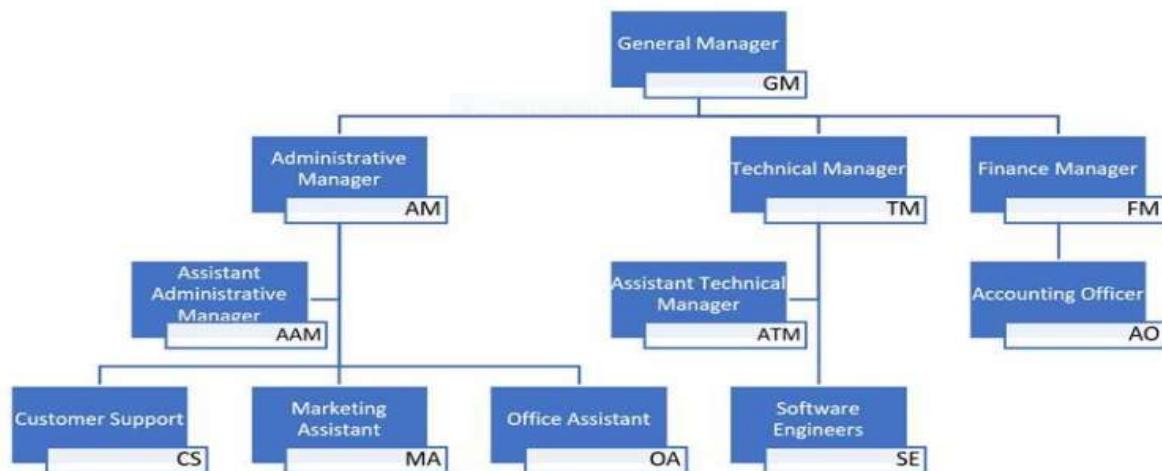 General Manager
GM
Administrative
Manager
AM
Technical Manager
TM
Finance Manager
FM
Assistant
Administrative
Manager
AAM
Assistant Technical
Manager
ATM
Accounting Officer
AO
Customer Support
CS
Marketing
Assistant
MA
Office Assistant
OA
Software
Engineers
SE